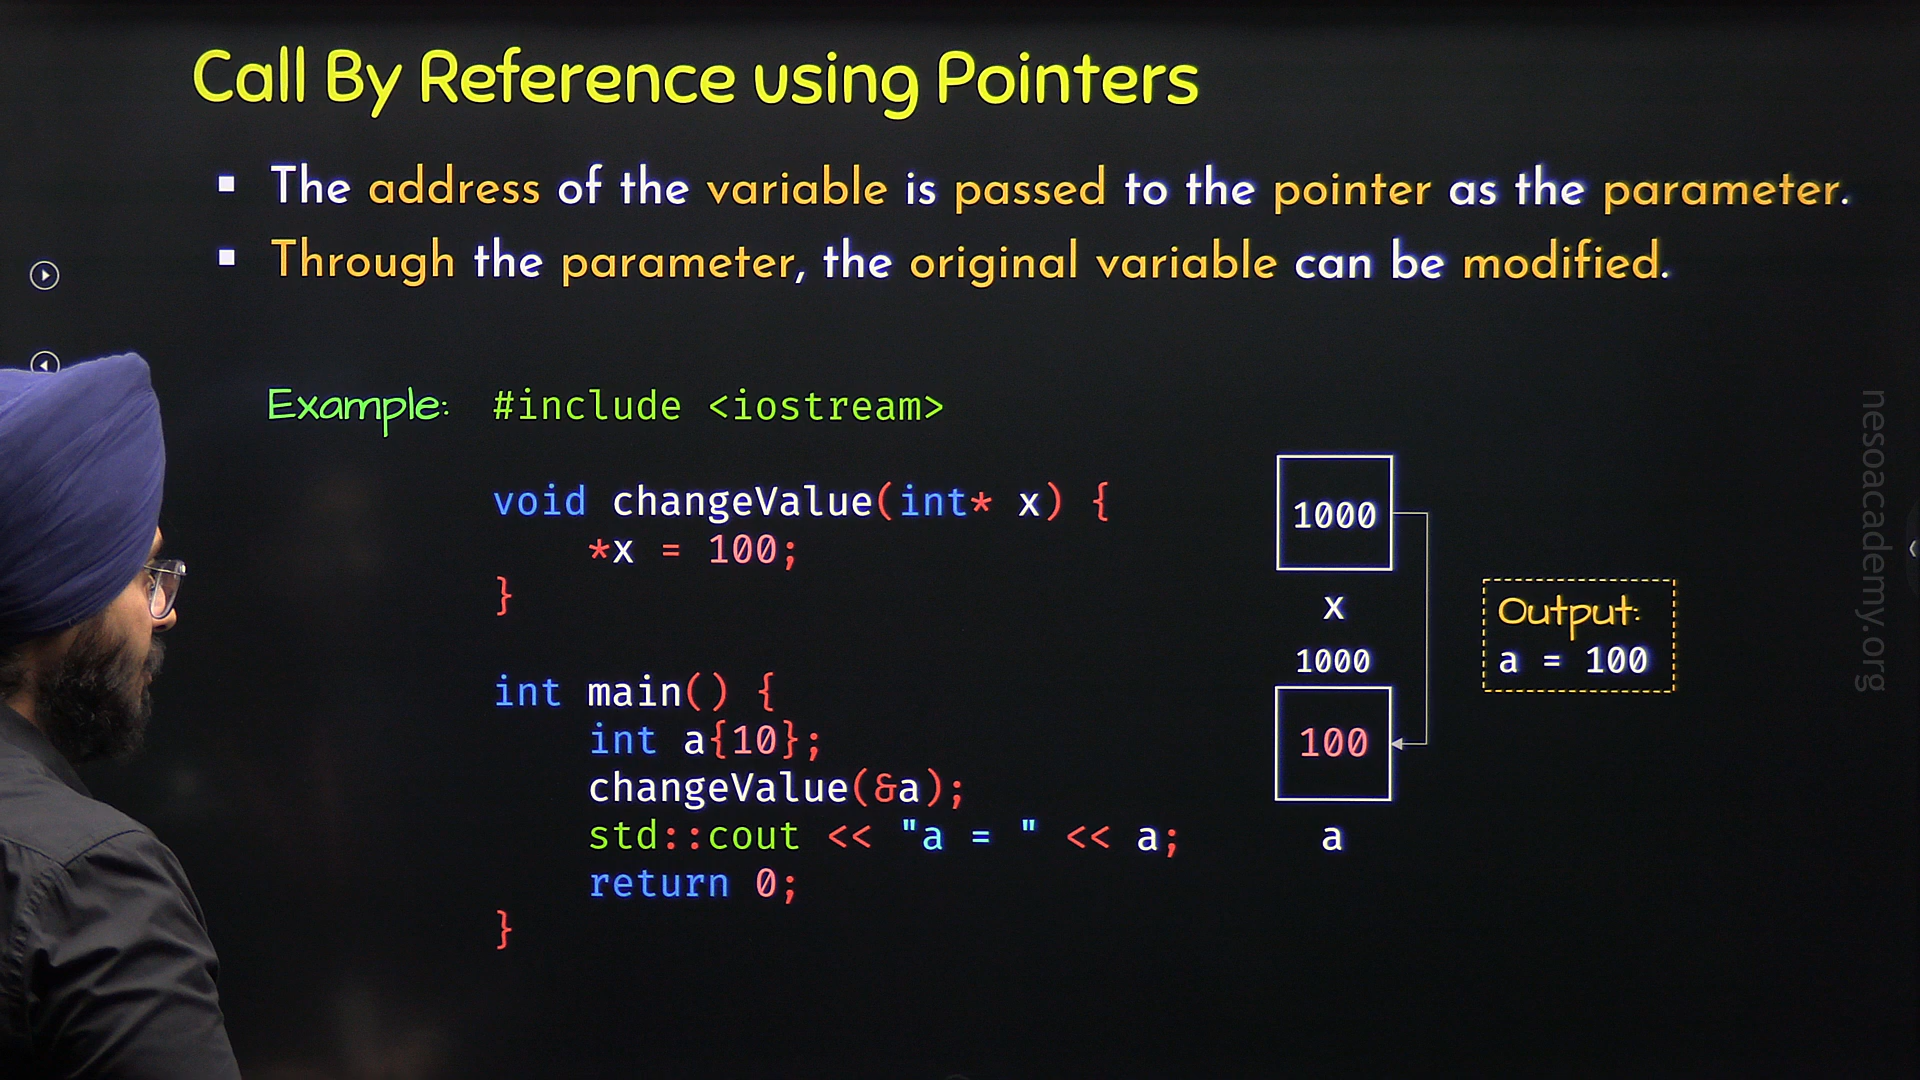 Call By Reference using Pointers
The address of the variable is passed to the pointer as the parameter.
Through the parameter, the original variable can be modified.
Example: #include <iostream>
void changeValue(int* x) {
*x = 100;
}
int main() {
int a{10};
changeValue(&a);
std::cout << "a = " << a;
return 0;
}
1000
x
1000
100
a
Output:
a = 100
nesoacademy.org